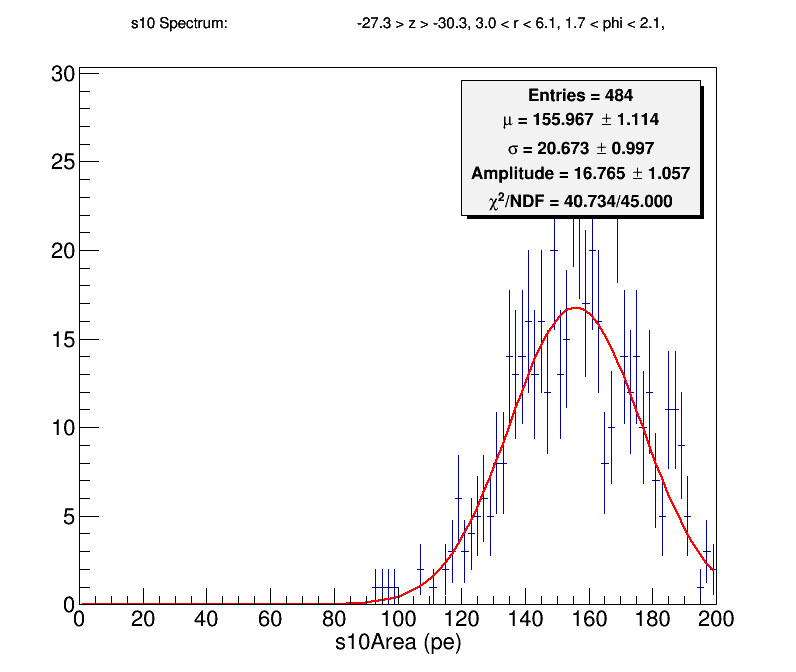 s10 Spectrum: -27.3 > z > -30.3, 3.0 < r < 6.1, 1.7 < phi < 2.1,
30
Entries = 484
μ = 155.967 ± 1.114
σ = 20.673 ± 0.997
Amplitude = 16.765 ± 1.057
χ²/NDF = 40.734/45.000
25
20
15
10
5
0
0 20 40 60 80 100 120 140 160 180 200
s10Area (pe)